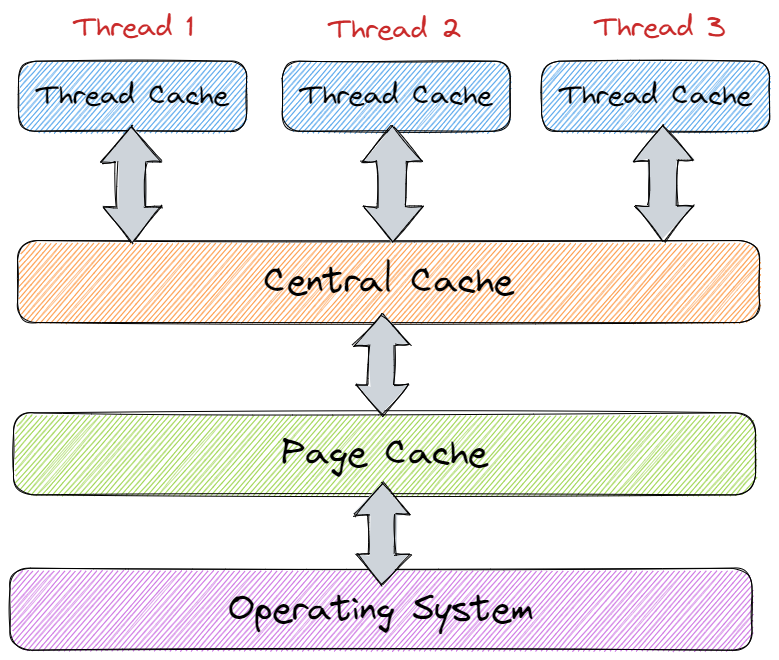 Thread 1
Thread 2
Thread 3
Thread Cache
Thread Cache
Thread Cache
Central Cache
Page Cache
Operating System